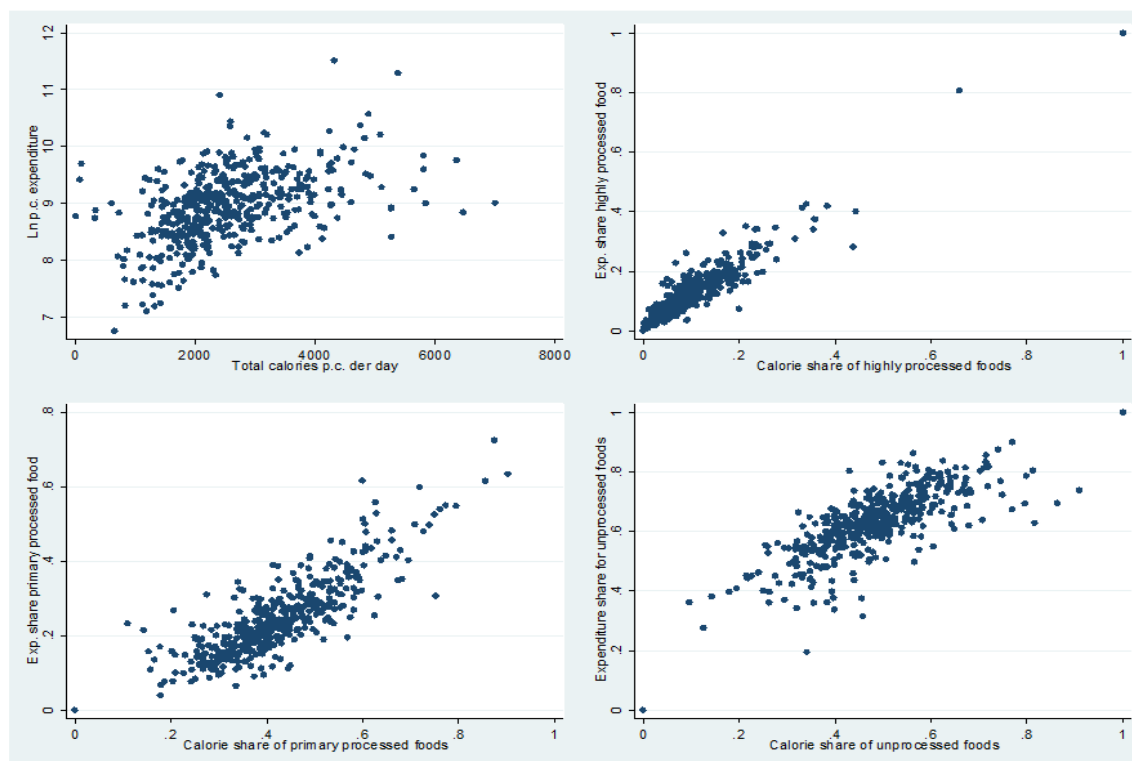 Ln p.c. expenditure
12
11
10
9
8
7
0 2000 4000 6000 8000
Total calories p.c. der day
Exp. share highly processed food
1
.8
.6
.4
.2
0
0 .2 .4 .6 .8 1
Calorie share of highly processed foods
Exp. share primary processed food
.8
.6
.4
.2
0
0 .2 .4 .6 .8 1
Calorie share of primary processed foods
Expenditure share for unprocessed foods
1
.8
.6
.4
.2
0
0 .2 .4 .6 .8 1
Calorie share of unprocessed foods